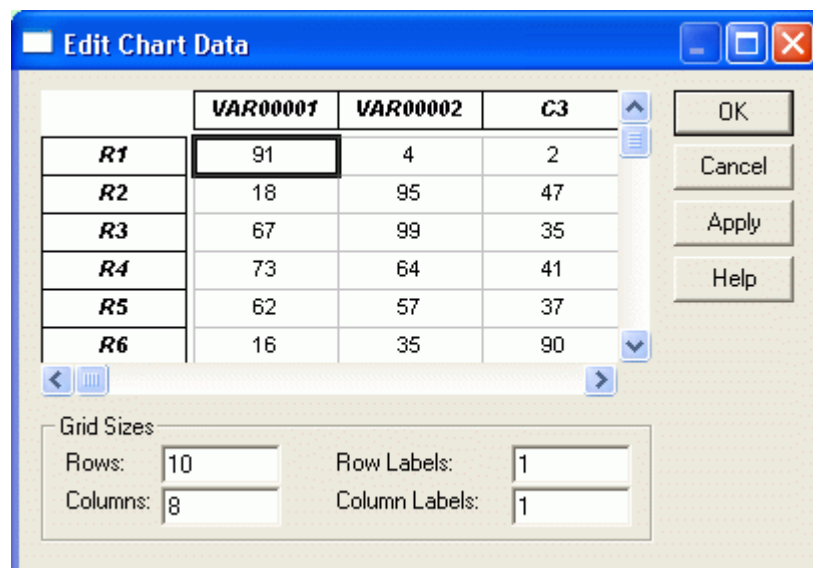 Edit Chart Data
VAR00001 VAR00002 C3
R1 91 4 2
R2 18 95 47
R3 67 99 35
R4 73 64 41
R5 62 57 37
R6 16 35 90
OK
Cancel
Apply
Help
Grid Sizes
Rows: 10 Row Labels: 1
Columns: 8 Column Labels: 1